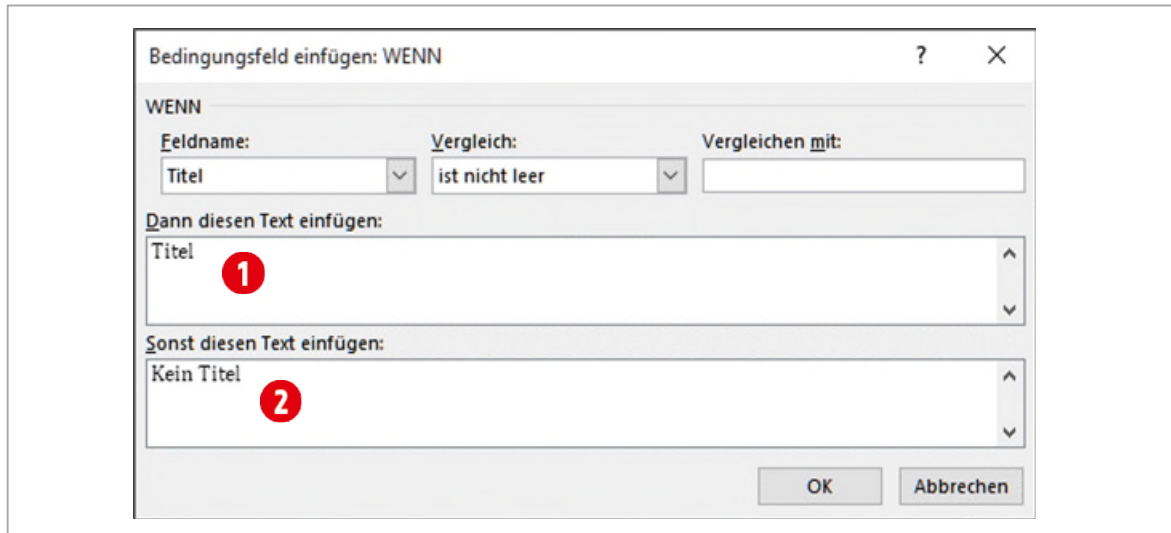 Bedingungsfeld einfügen: WENN ?
WENN
Feldname: Vergleich: Vergleichen mit:
Titel ist nicht leer
Dann diesen Text einfügen:
Titel
1
Sonst diesen Text einfügen:
Kein Titel
2
OK Abbrechen